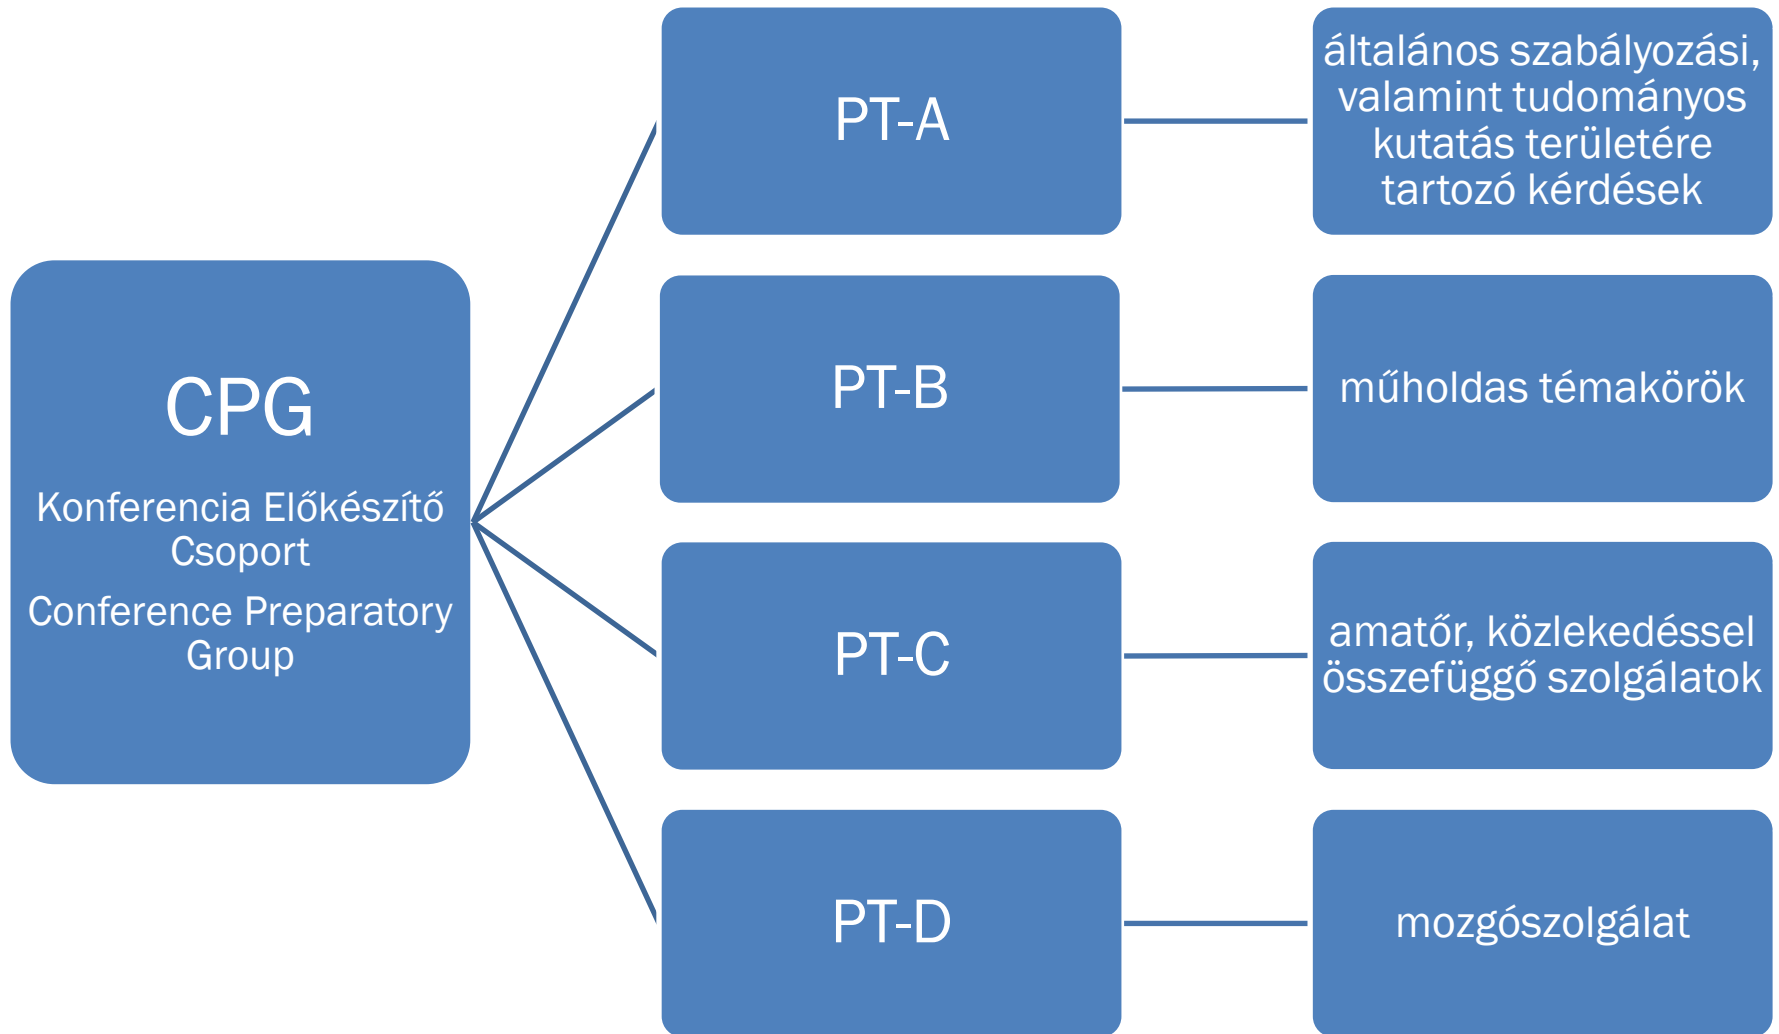 CPG
Konferencia Előkészítő
Csoport
Conference Preparatory
Group
PT-A
általános szabályozási,
valamint tudományos
kutatás területére
tartozó kérdések
PT-B
műholdas témakörök
PT-C
amatőr, közlekedéssel
összefüggő szolgálatok
PT-D
mozgószolgálat